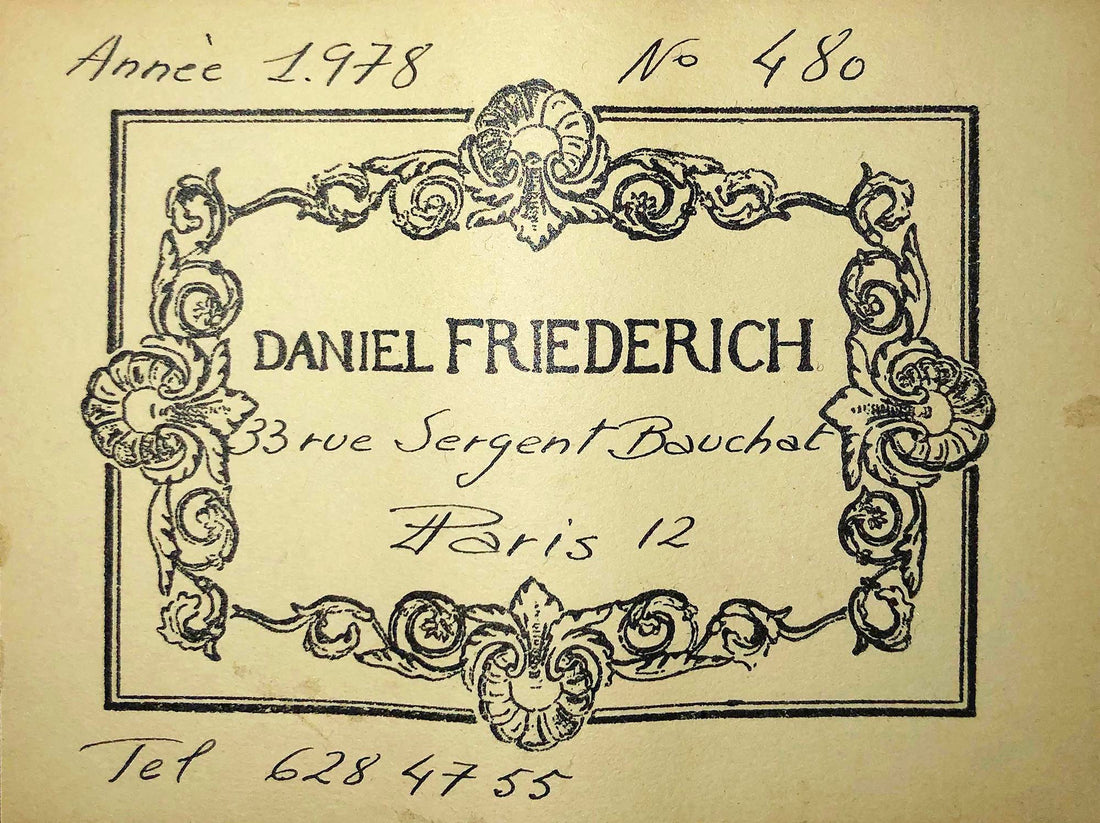 Annèe 1.978 No 480
DANIEL FRIEDERICH
33 rue Sergent Bauchat
Paris 12
Tel 628 47 55